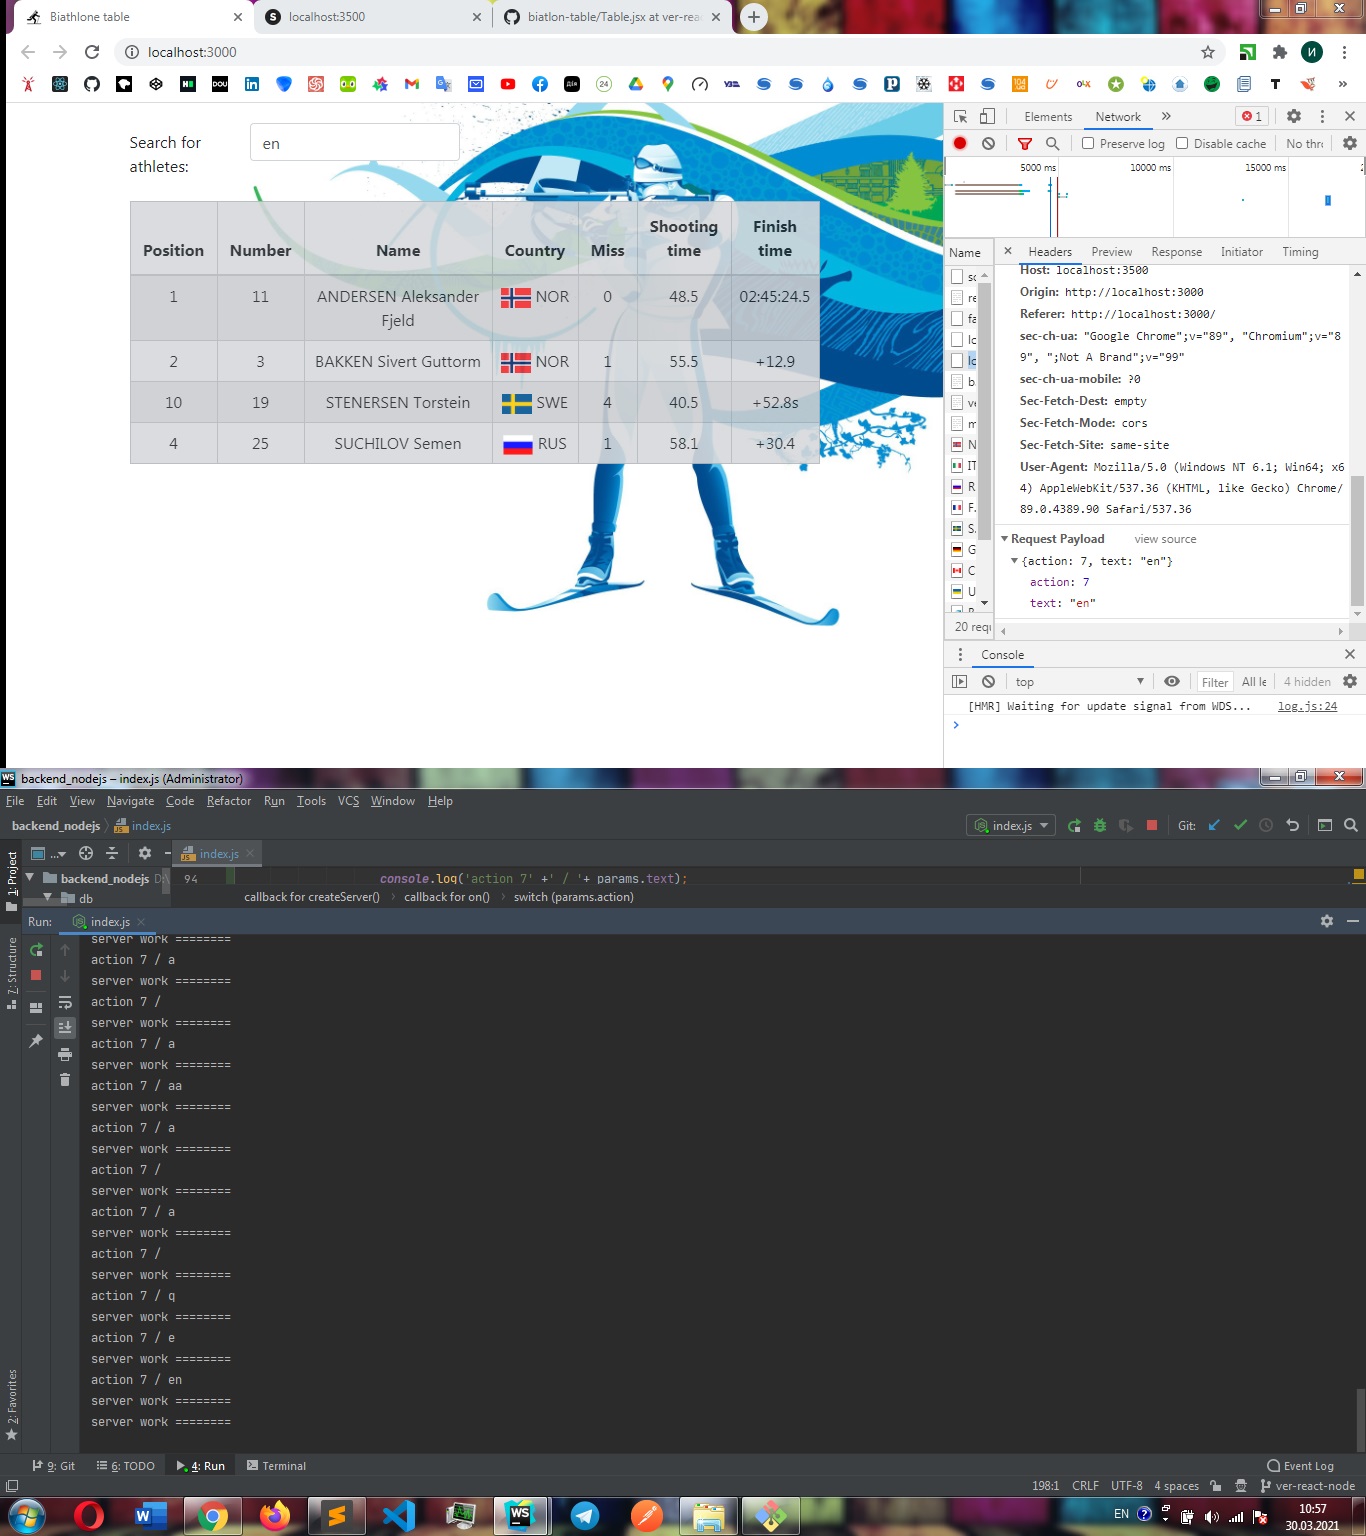 Biathlone table
localhost:3500
biatlon-table/Table.jsx at ver-rea
localhost:3000
Search for athletes:
en
Position Number Name Country Miss Shooting time Finish time
1 11 ANDERSEN Aleksander Fjeld NOR 0 48.5 02:45:24.5
2 3 BAKKEN Sivert Guttorm NOR 1 55.5 +12.9
10 19 STENERSEN Torstein SWE 4 40.5 +52.8s
4 25 SUCHILOV Semen RUS 1 58.1 +30.4
Elements Network » 1
Preserve log Disable cache No thr
5000 ms 10000 ms 15000 ms
Name
Headers Preview Response Initiator Timing
Host: localhost:3500
Origin: http://localhost:3000
Referer: http://localhost:3000/
sec-ch-ua: "Google Chrome";v="89", "Chromium";v="8
9", ";Not A Brand";v="99"
sec-ch-ua-mobile: ?0
Sec-Fetch-Dest: empty
Sec-Fetch-Mode: cors
Sec-Fetch-Site: same-site
User-Agent: Mozilla/5.0 (Windows NT 6.1; Win64; x6
4) AppleWebKit/537.36 (KHTML, like Gecko) Chrome/
89.0.4389.90 Safari/537.36
Request Payload view source
{action: 7, text: "en"}
action: 7
text: "en"
20 requ
Console
top Filter All le 4 hidden
[HMR] Waiting for update signal from WDS... log.js:24
backend_nodejs – index.js (Administrator)
File Edit View Navigate Code Refactor Run Tools VCS Window Help
backend_nodejs index.js
index.js Git:
index.js
1: Project
backend_nodejs D:\
94 console.log('action 7' +' / '+ params.text);
db
callback for createServer() callback for on() switch (params.action)
Run: index.js
7: Structure
server work ========
action 7 / a
server work ========
action 7 /
server work ========
action 7 / a
server work ========
action 7 / aa
server work ========
action 7 / a
server work ========
action 7 /
server work ========
action 7 / a
server work ========
action 7 /
server work ========
action 7 / q
server work ========
action 7 / e
server work ========
action 7 / en
server work ========
server work ========
2: Favorites
9: Git 6: TODO 4: Run Terminal Event Log
198:1 CRLF UTF-8 4 spaces ver-react-node
EN 10:57
30.03.2021